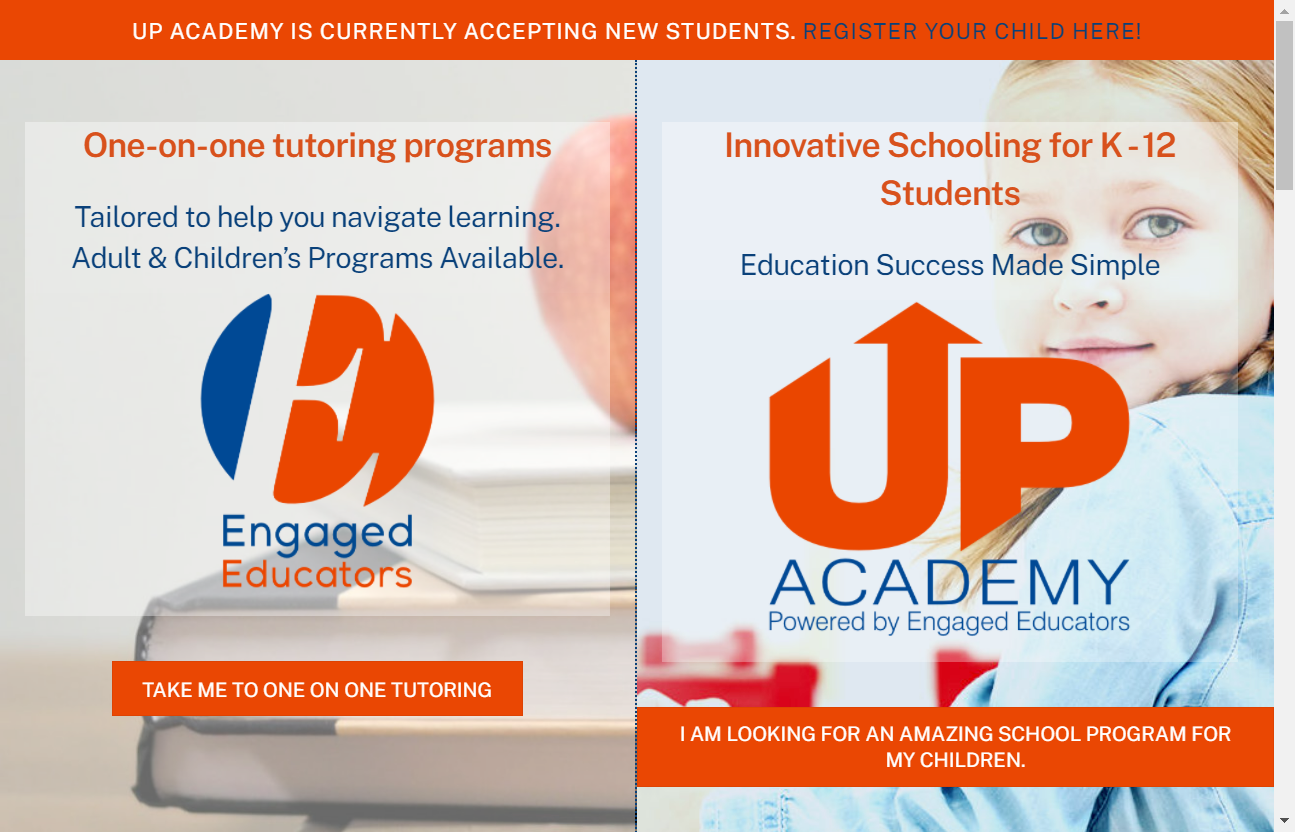 UP ACADEMY IS CURRENTLY ACCEPTING NEW STUDENTS. REGISTER YOUR CHILD HERE!
One-on-one tutoring programs
Tailored to help you navigate learning.
Adult & Children’s Programs Available.
E
Engaged
Educators
TAKE ME TO ONE ON ONE TUTORING
Innovative Schooling for K - 12
Students
Education Success Made Simple
UP
ACADEMY
Powered by Engaged Educators
I AM LOOKING FOR AN AMAZING SCHOOL PROGRAM FOR
MY CHILDREN.